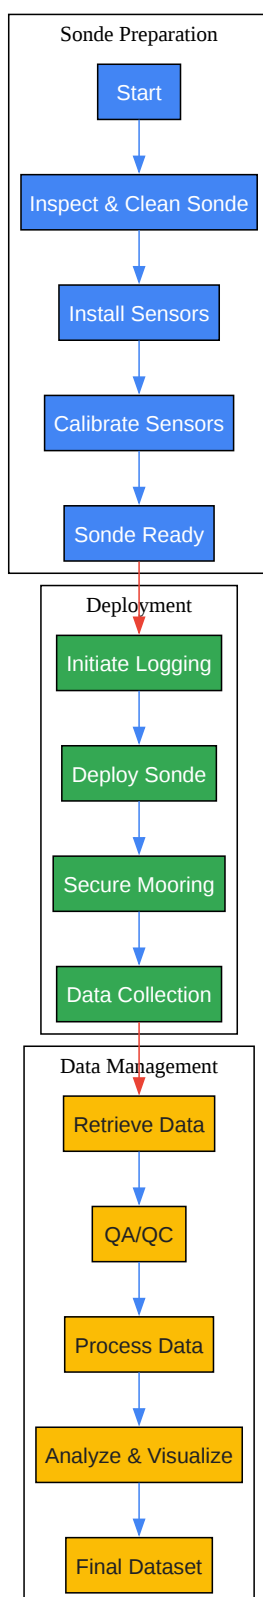 Sonde Preparation
Start
Inspect & Clean Sonde
Install Sensors
Calibrate Sensors
Sonde Ready
Deployment
Initiate Logging
Deploy Sonde
Secure Mooring
Data Collection
Data Management
Retrieve Data
QA/QC
Process Data
Analyze & Visualize
Final Dataset